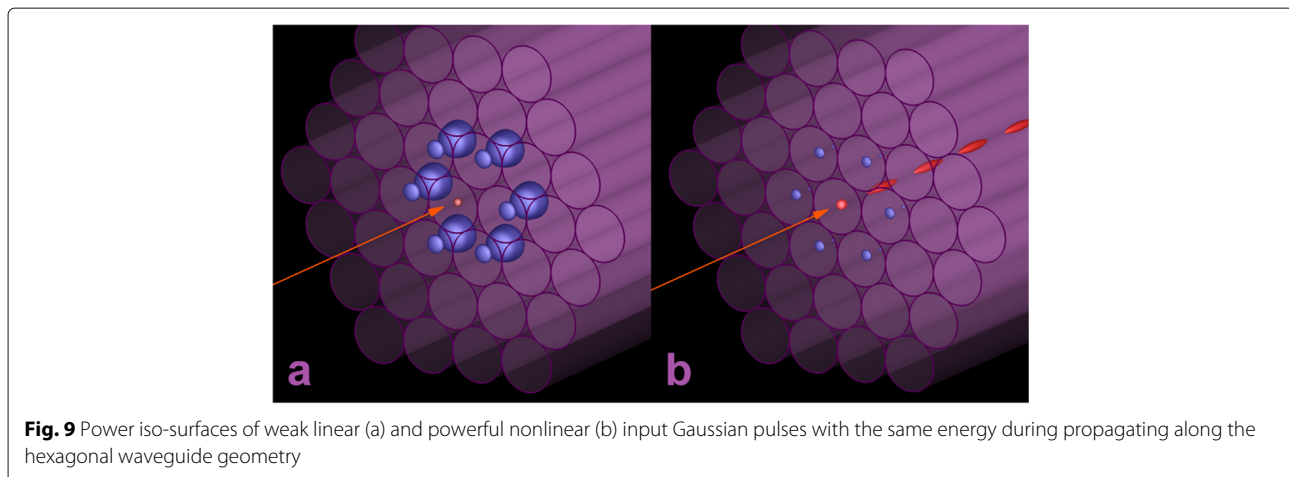 a
b
Fig. 9 Power iso-surfaces of weak linear (a) and powerful nonlinear (b) input Gaussian pulses with the same energy during propagating along the
hexagonal waveguide geometry